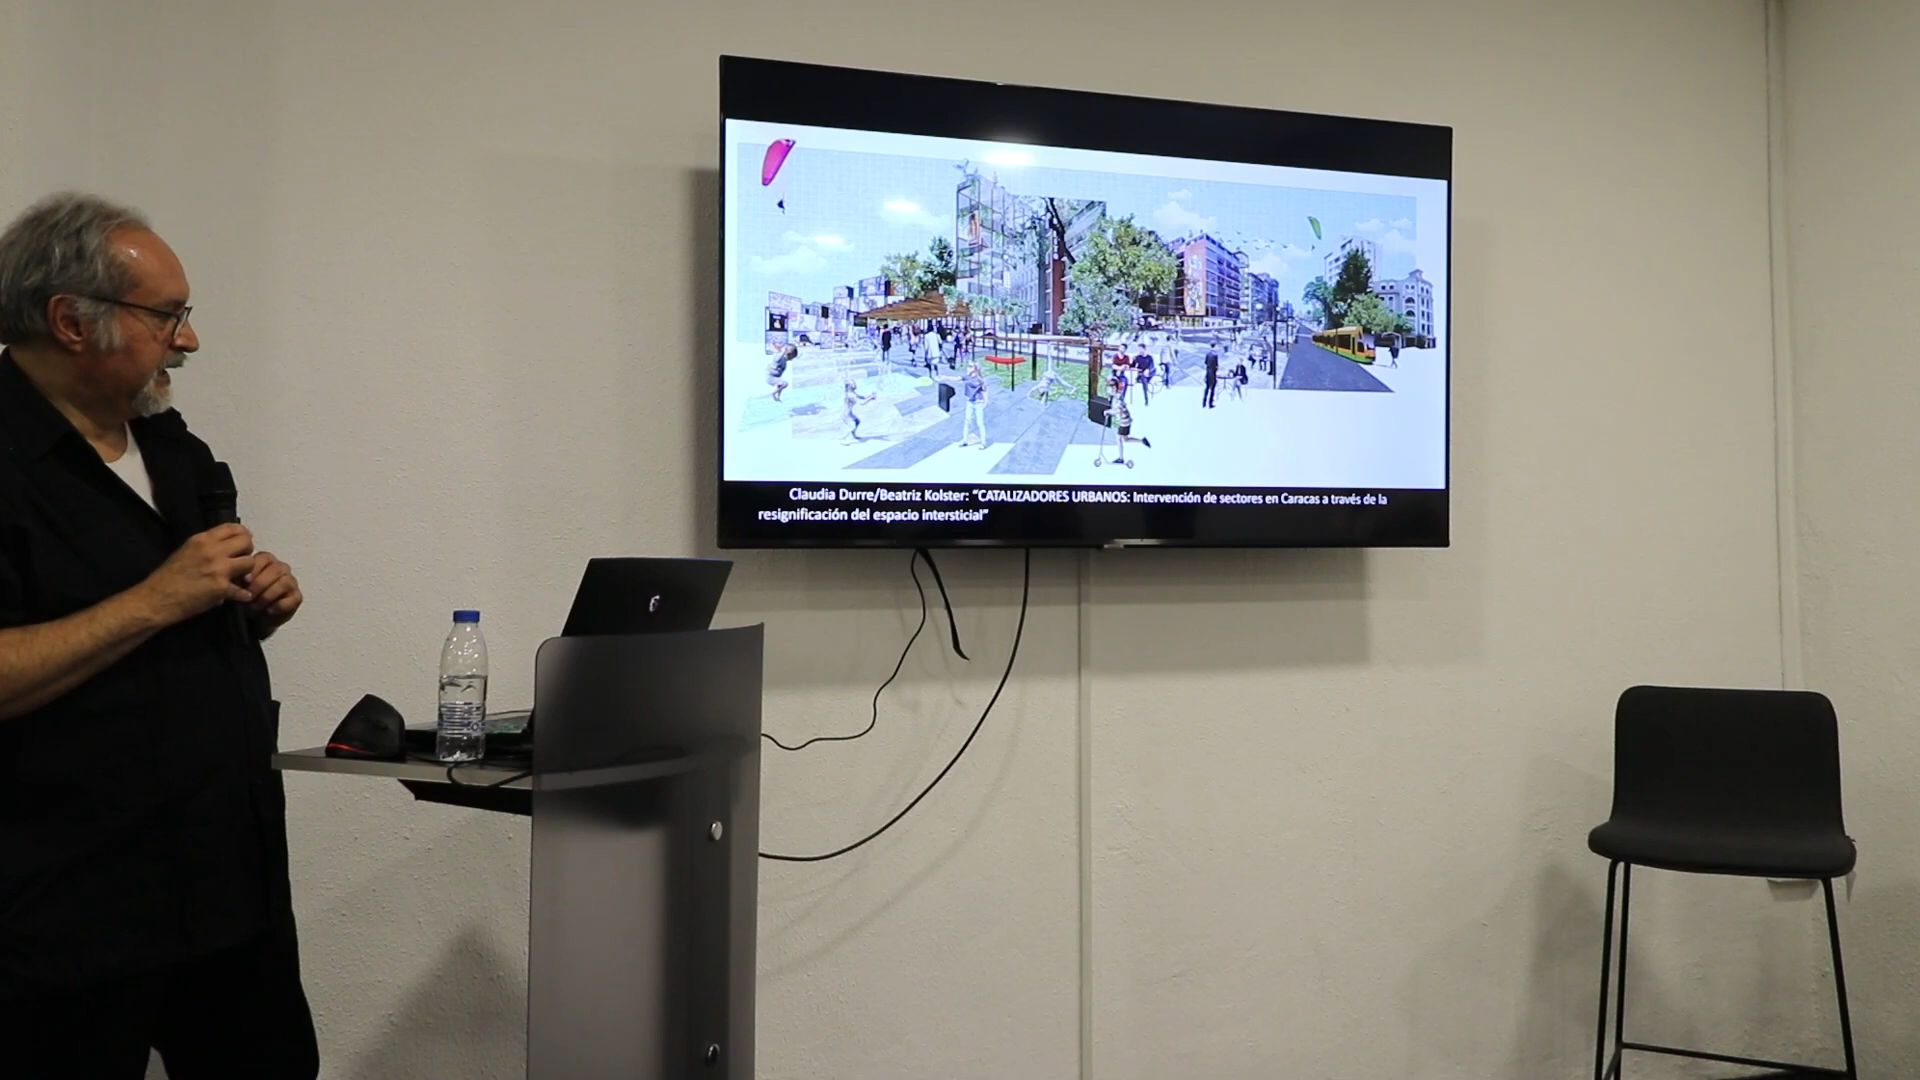 Claudia Durre/Beatriz Kolster: “CATALIZADORES URBANOS: Intervención de sectores en Caracas a través de la
resignificación del espacio intersticial”